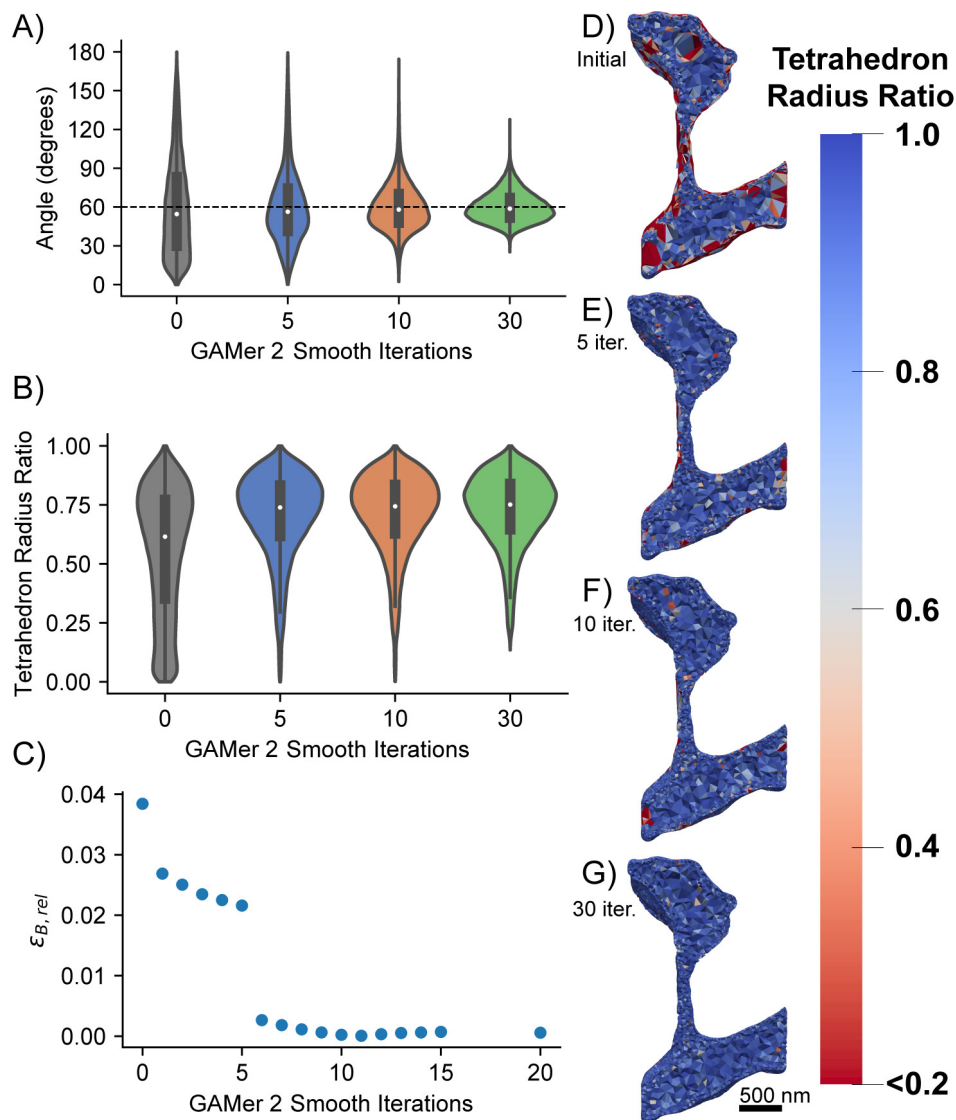 A)
180
150
120
90
60
30
0
Angle (degrees)
0 5 10 30
GAMer 2 Smooth Iterations
B)
1.00
0.75
0.50
0.25
0.00
Tetrahedron Radius Ratio
0 5 10 30
GAMer 2 Smooth Iterations
C)
0.04
0.03
0.02
0.01
0.00
εB, rel
0 5 10 15 20
GAMer 2 Smooth Iterations
D)
Initial
E)
5 iter.
F)
10 iter.
G)
30 iter.
500 nm
Tetrahedron
Radius Ratio
1.0
0.8
0.6
0.4
<0.2